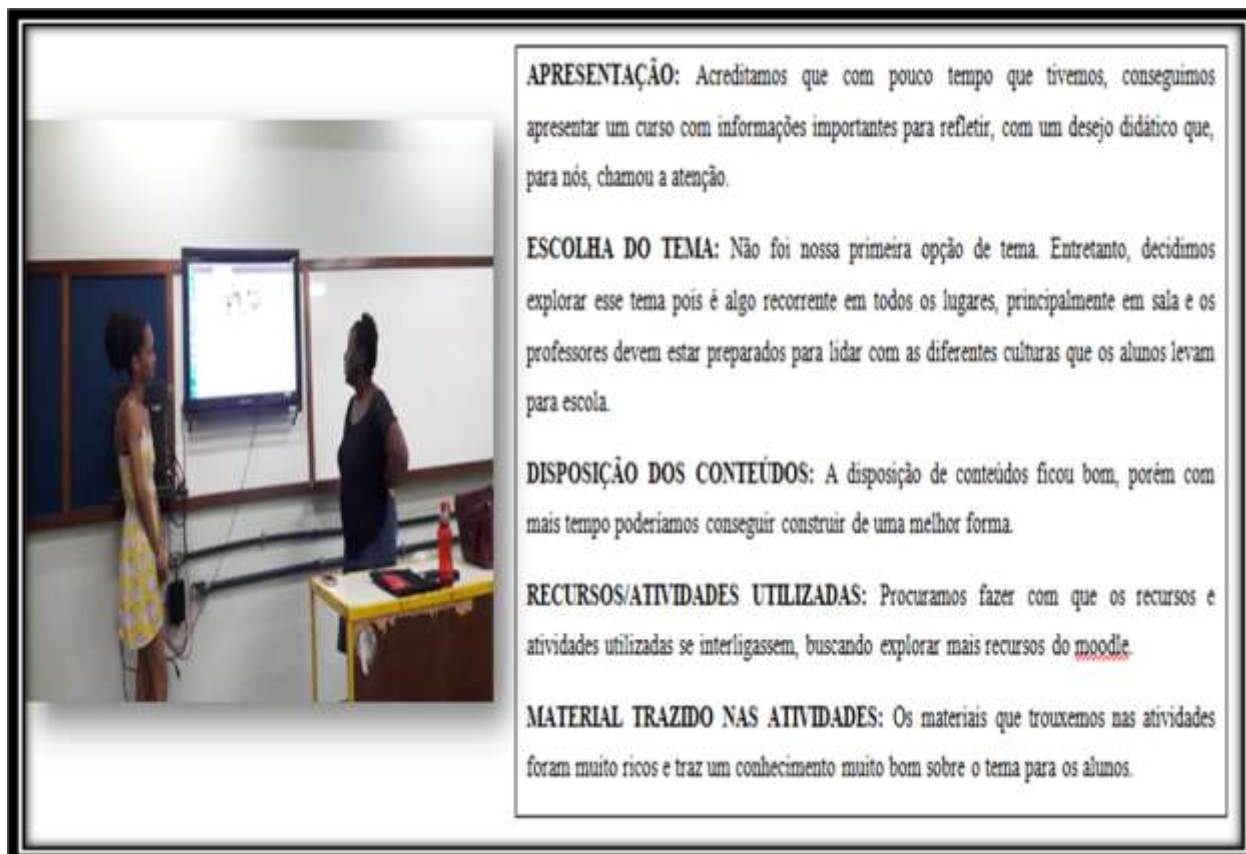 APRESENTAÇÃO: Acreditamos que com pouco tempo que tivemos, conseguimos
apresentar um curso com informações importantes para refletir, com um desejo didático que,
para nós, chamou a atenção.
ESCOLHA DO TEMA: Não foi nossa primeira opção de tema. Entretanto, decidimos
explorar esse tema pois é algo recorrente em todos os lugares, principalmente em sala e os
professores devem estar preparados para lidar com as diferentes culturas que os alunos levam
para escola.
DISPOSIÇÃO DOS CONTEÚDOS: A disposição de conteúdos ficou bom, porém com
mais tempo poderíamos conseguir construir de uma melhor forma.
RECURSOS/ATIVIDADES UTILIZADAS: Procuramos fazer com que os recursos e
atividades utilizadas se interligassem, buscando explorar mais recursos do moodle.
MATERIAL TRAZIDO NAS ATIVIDADES: Os materiais que trouxemos nas atividades
foram muito ricos e traz um conhecimento muito bom sobre o tema para os alunos.